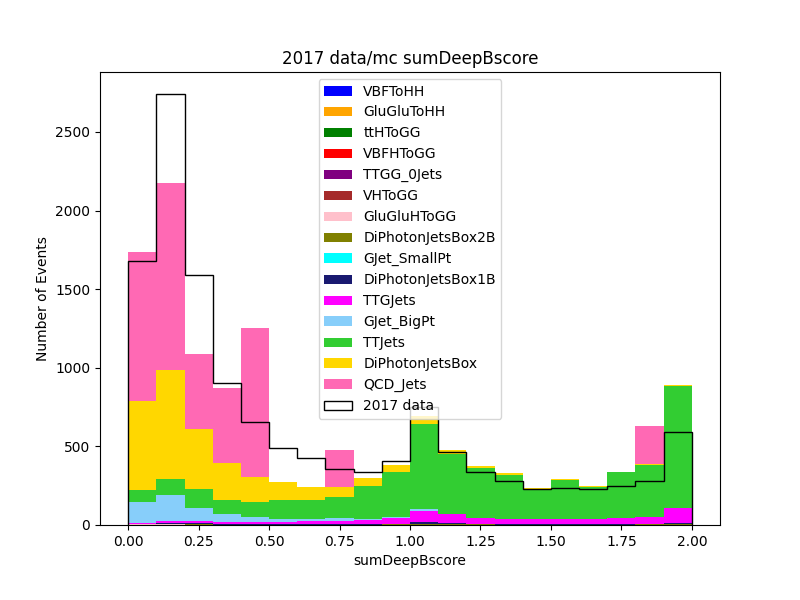 2017 data/mc sumDeepBscore
VBFToHH
GluGluToHH
ttHToGG
VBFHToGG
TTGG_0Jets
VHToGG
GluGluHToGG
DiPhotonJetsBox2B
GJet_SmallPt
DiPhotonJetsBox1B
TTGJets
GJet_BigPt
TTJets
DiPhotonJetsBox
QCD_Jets
2017 data
Number of Events
2500
2000
1500
1000
500
0
0.00 0.25 0.50 0.75 1.00 1.25 1.50 1.75 2.00
sumDeepBscore